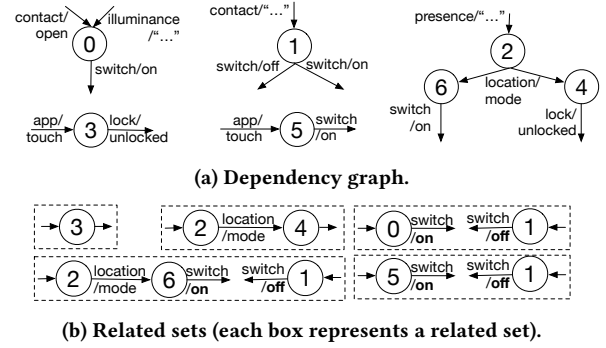 contact/
open
illuminance
/“...”
0
switch/on
contact/“...”
1
switch/off
switch/on
presence/“...”
2
location/
mode
6
4
switch
/on
lock/
unlocked
app/
touch
3
lock/
unlocked
app/
touch
5
switch
/on
(a) Dependency graph.
3
2
location
/mode
4
0
switch
/on
switch
/off
1
2
location
/mode
6
switch
/on
switch
/off
1
5
switch
/on
switch
/off
1
(b) Related sets (each box represents a related set).